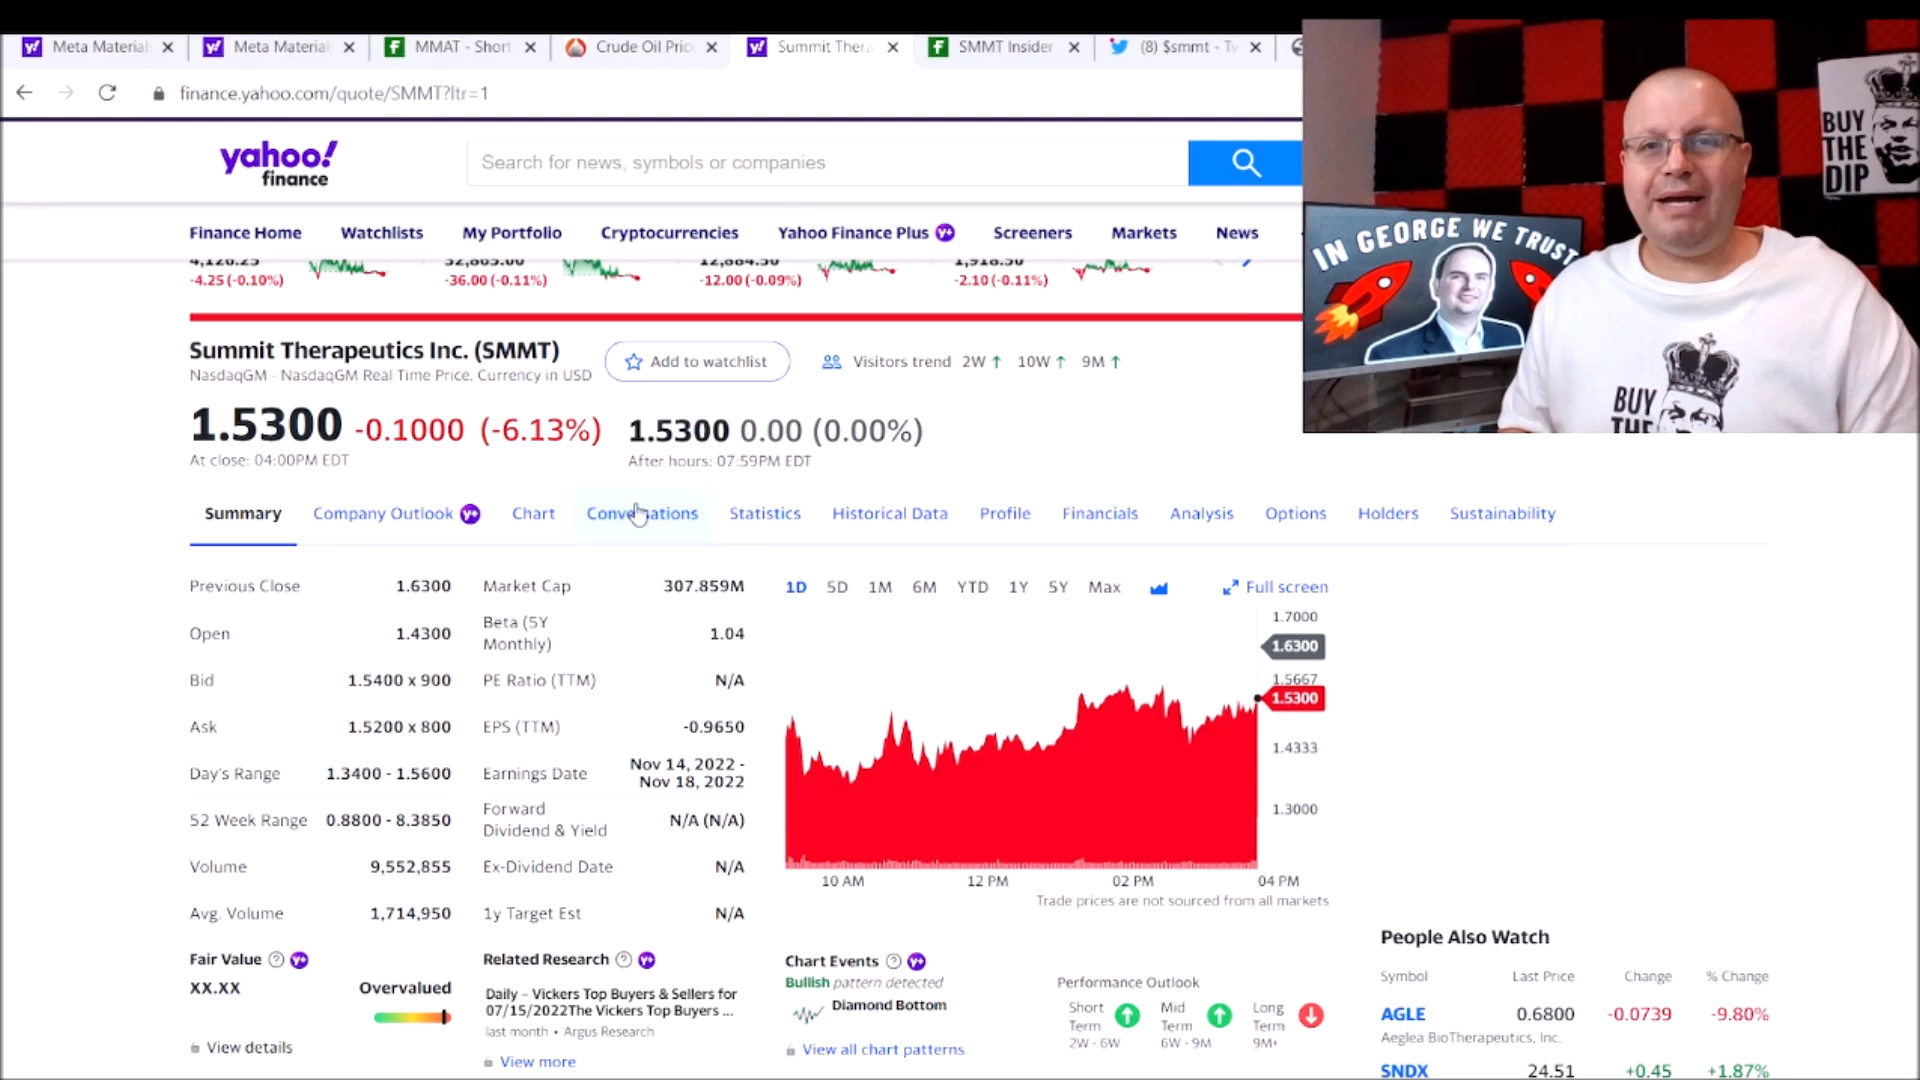 Meta Material
Meta Material
MMAT - Short
Crude Oil Pric
Summit Thera
SMMT Insider
(8) $smmt - Tw
finance.yahoo.com/quote/SMMT?ltr=1
yahoo!
finance
Search for news, symbols or companies
Finance Home Watchlists My Portfolio Cryptocurrencies Yahoo Finance Plus Y+ Screeners Markets News
4,126.25 32,865.00 12,884.50 1,918.50
-4.25 (-0.10%) -36.00 (-0.11%) -12.00 (-0.09%) -2.10 (-0.11%)
IN GEORGE WE TRUST
BUY
THE
DIP
BUY
THE
Summit Therapeutics Inc. (SMMT)
NasdaqGM - NasdaqGM Real Time Price. Currency in USD
Add to watchlist
Visitors trend 2W↑ 10W↑ 9M↑
1.5300 -0.1000 (-6.13%)
At close: 04:00PM EDT
1.5300 0.00 (0.00%)
After hours: 07:59PM EDT
Summary Company Outlook Y+ Chart Conversations Statistics Historical Data Profile Financials Analysis Options Holders Sustainability
Previous Close 1.6300
Open 1.4300
Bid 1.5400 x 900
Ask 1.5200 x 800
Day's Range 1.3400 - 1.5600
52 Week Range 0.8800 - 8.3850
Volume 9,552,855
Avg. Volume 1,714,950
Market Cap 307.859M
Beta (5Y
Monthly) 1.04
PE Ratio (TTM) N/A
EPS (TTM) -0.9650
Earnings Date Nov 14, 2022 -
Nov 18, 2022
Forward
Dividend & Yield N/A (N/A)
Ex-Dividend Date N/A
1y Target Est N/A
1D 5D 1M 6M YTD 1Y 5Y Max
Full screen
1.7000
1.6300
1.5667
1.5300
1.4333
1.3000
10 AM 12 PM 02 PM 04 PM
Trade prices are not sourced from all markets
Fair Value Y+
XX.XX Overvalued
View details
Related Research Y+
Daily – Vickers Top Buyers & Sellers for
07/15/2022The Vickers Top Buyers ...
last month • Argus Research
View more
Chart Events Y+
Bullish pattern detected
Diamond Bottom
View all chart patterns
Performance Outlook
Short
Term
2W - 6W
Mid
Term
6W - 9M
Long
Term
9M+
People Also Watch
Symbol Last Price Change % Change
AGLE 0.6800 -0.0739 -9.80%
Aeglea BioTherapeutics, Inc.
SNDX 24.51 +0.45 +1.87%